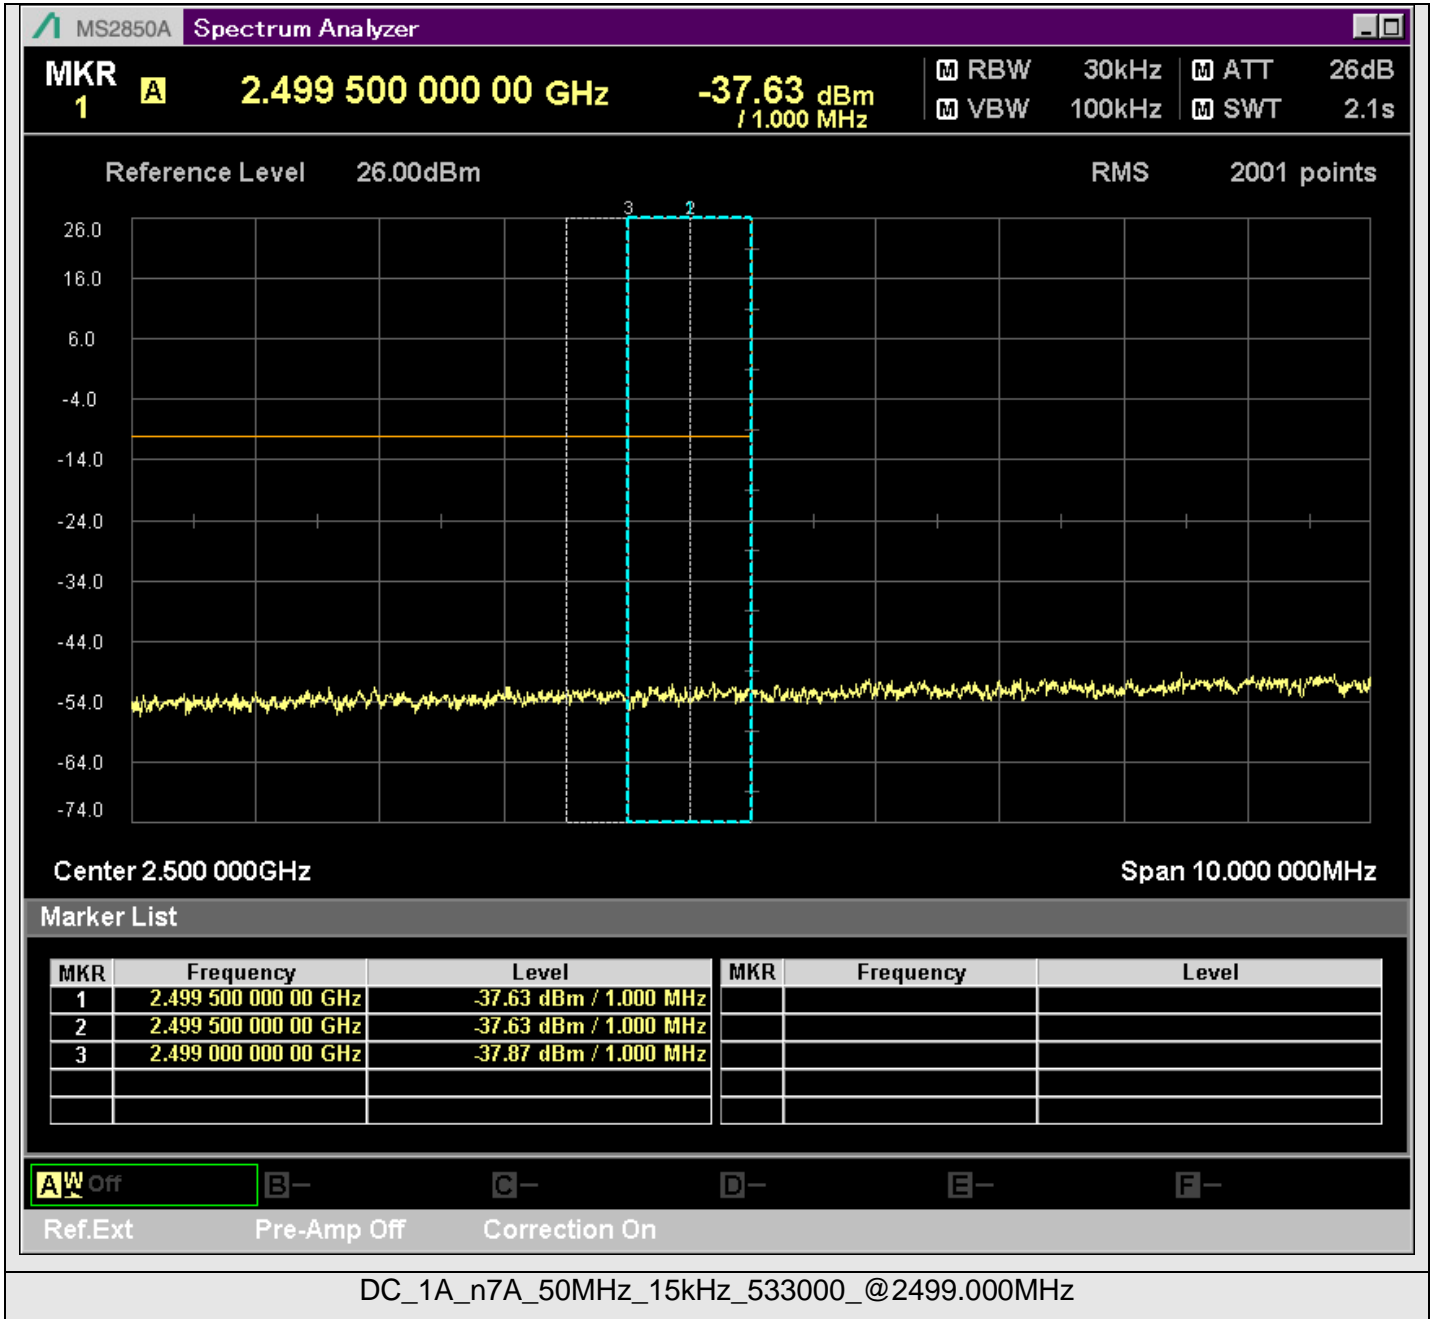 MS2850A Spectrum Analyzer
MKR 1 A 2.499 500 000 00 GHz -37.63 dBm / 1.000 MHz
M RBW 30kHz M ATT 26dB
M VBW 100kHz M SWT 2.1s
Reference Level 26.00dBm RMS 2001 points
3 2
26.0
16.0
6.0
-4.0
-14.0
-24.0
-34.0
-44.0
-54.0
-64.0
-74.0
Center 2.500 000GHz Span 10.000 000MHz
Marker List
MKR Frequency Level MKR Frequency Level
1 2.499 500 000 00 GHz -37.63 dBm / 1.000 MHz
2 2.499 500 000 00 GHz -37.63 dBm / 1.000 MHz
3 2.499 000 000 00 GHz -37.87 dBm / 1.000 MHz
A W Off B- C- D- E- F-
Ref.Ext Pre-Amp Off Correction On
DC_1A_n7A_50MHz_15kHz_533000_@2499.000MHz